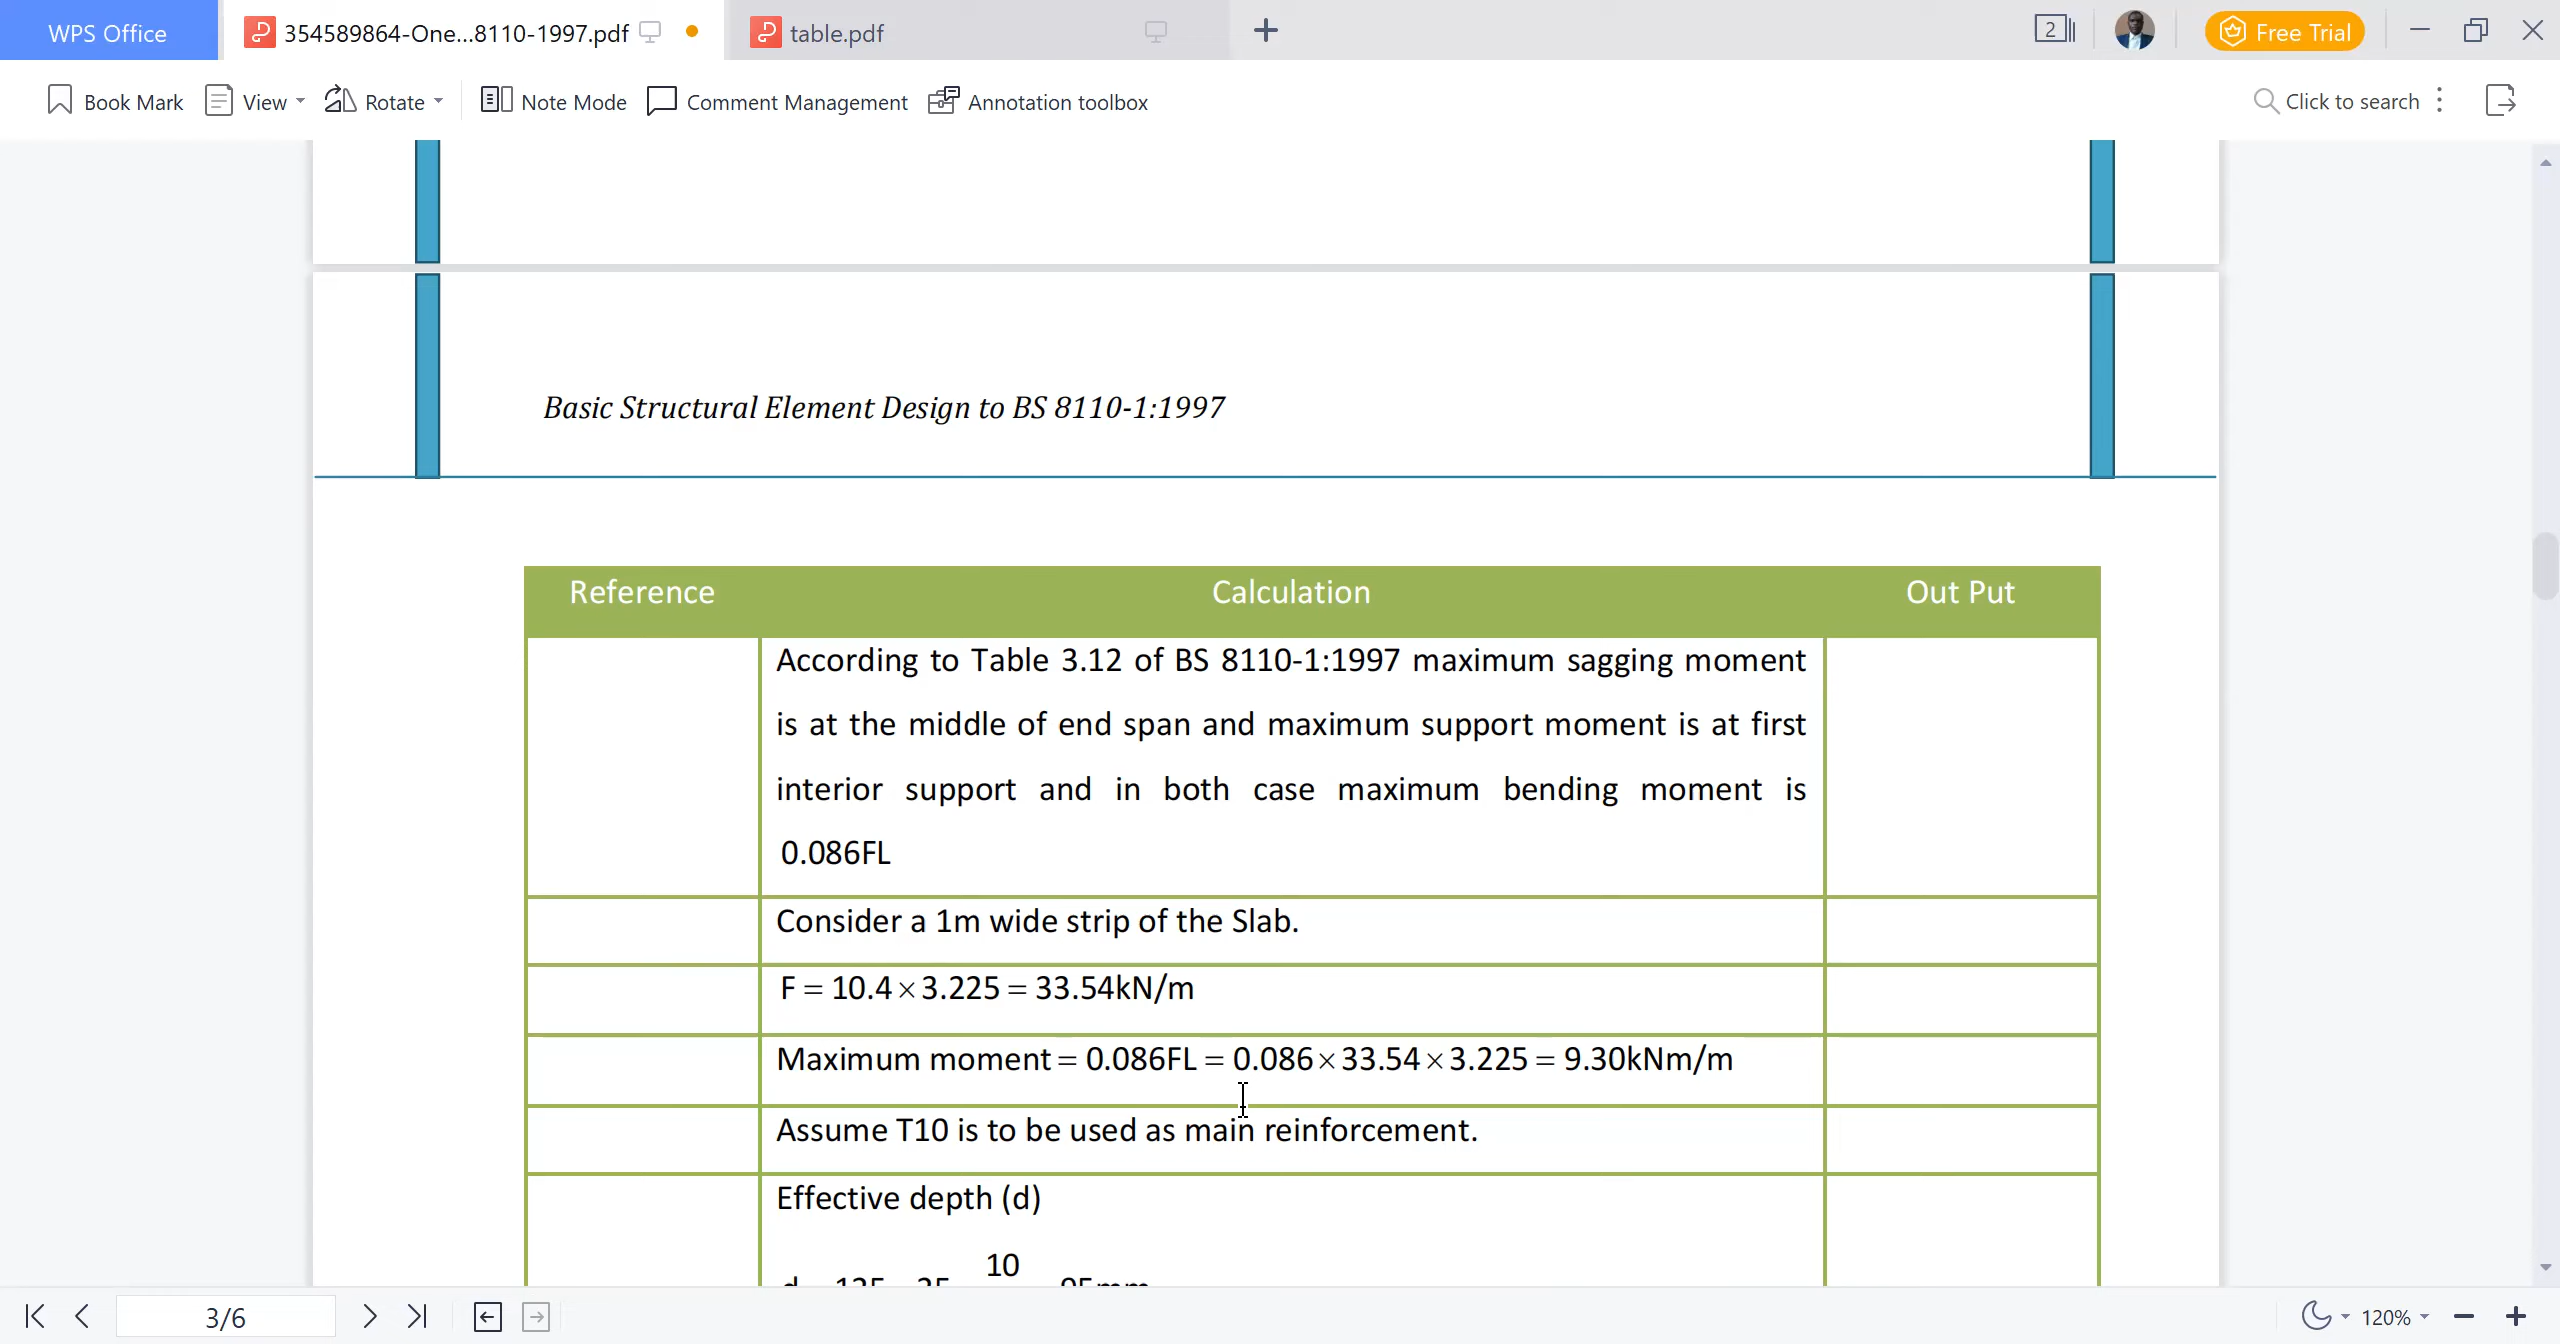 WPS Office
354589864-One...8110-1997.pdf
table.pdf
2
Free Trial
Book Mark
View
Rotate
Note Mode
Comment Management
Annotation toolbox
Click to search
Basic Structural Element Design to BS 8110-1:1997
Reference Calculation Out Put
According to Table 3.12 of BS 8110-1:1997 maximum sagging moment
is at the middle of end span and maximum support moment is at first
interior support and in both case maximum bending moment is
0.086FL
Consider a 1m wide strip of the Slab.
F = 10.4 × 3.225 = 33.54kN/m
Maximum moment = 0.086FL = 0.086 × 33.54 × 3.225 = 9.30kNm/m
Assume T10 is to be used as main reinforcement.
Effective depth (d)
10
3/6
120%